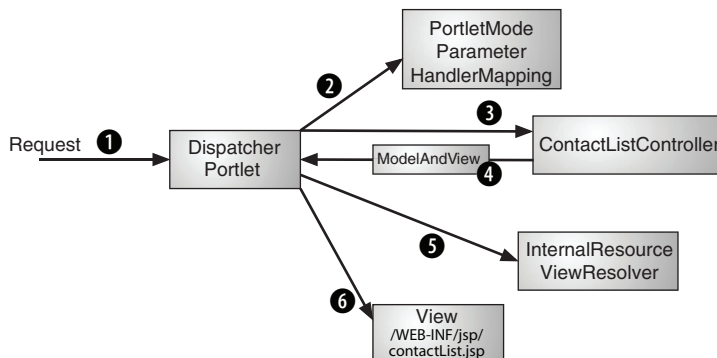 PortletMode
Parameter
HandlerMapping
2
3
Request
1
Dispatcher
Portlet
ModelAndView
4
ContactListController
5
InternalResource
ViewResolver
6
View
/WEB-INF/jsp/
contactList.jsp